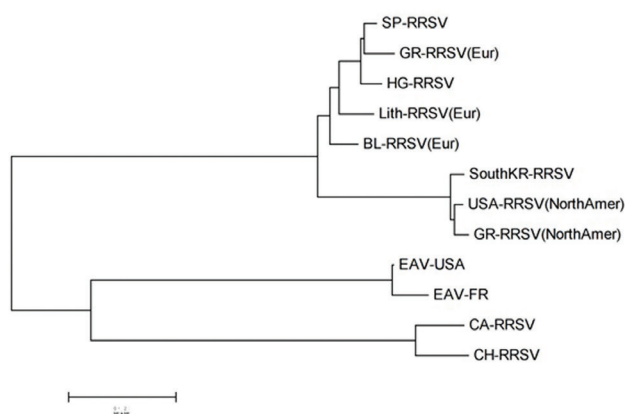 SP-RRSV
GR-RRSV(Eur)
HG-RRSV
Lith-RRSV(Eur)
BL-RRSV(Eur)
SouthKR-RRSV
USA-RRSV(NorthAmer)
GR-RRSV(NorthAmer)
EAV-USA
EAV-FR
CA-RRSV
CH-RRSV